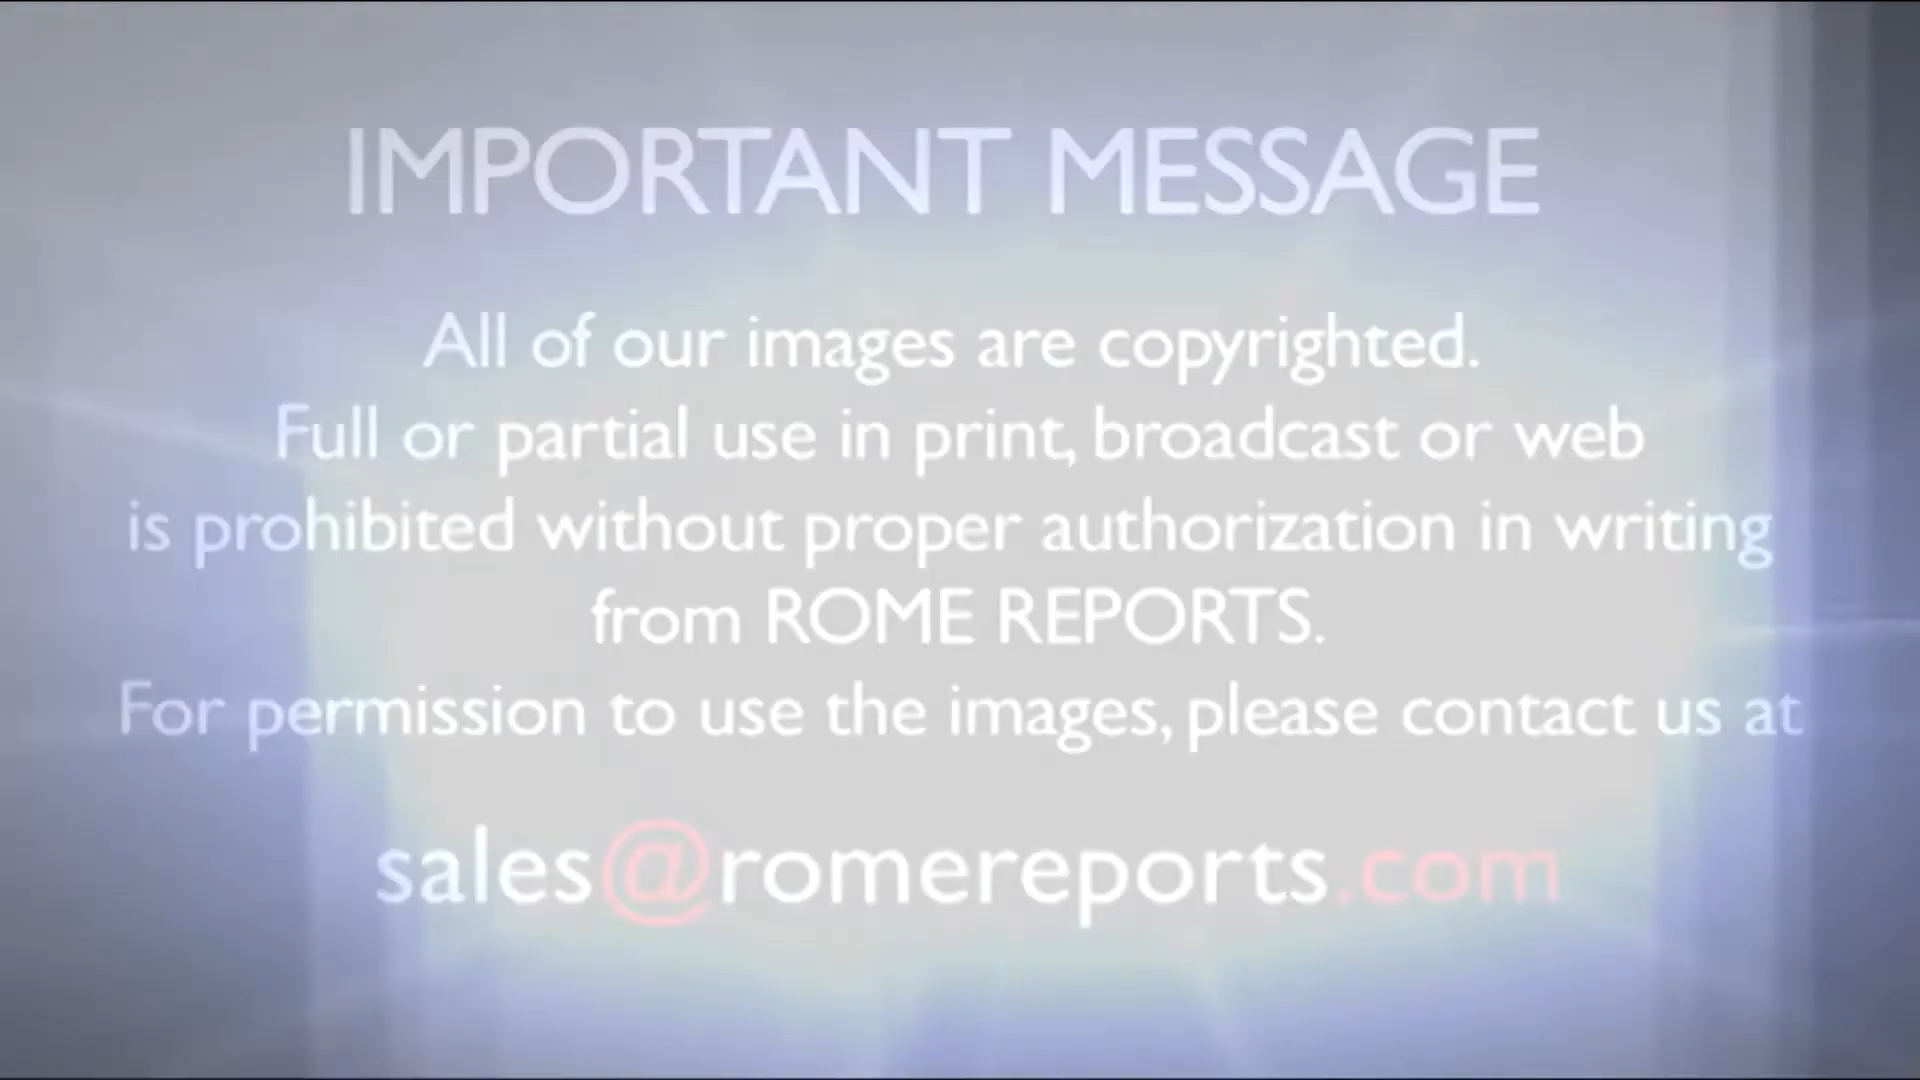 IMPORTANT MESSAGE
All of our images are copyrighted.
Full or partial use in print, broadcast or web
is prohibited without proper authorization in writing
from ROME REPORTS.
For permission to use the images, please contact us at
sales@romereports.com